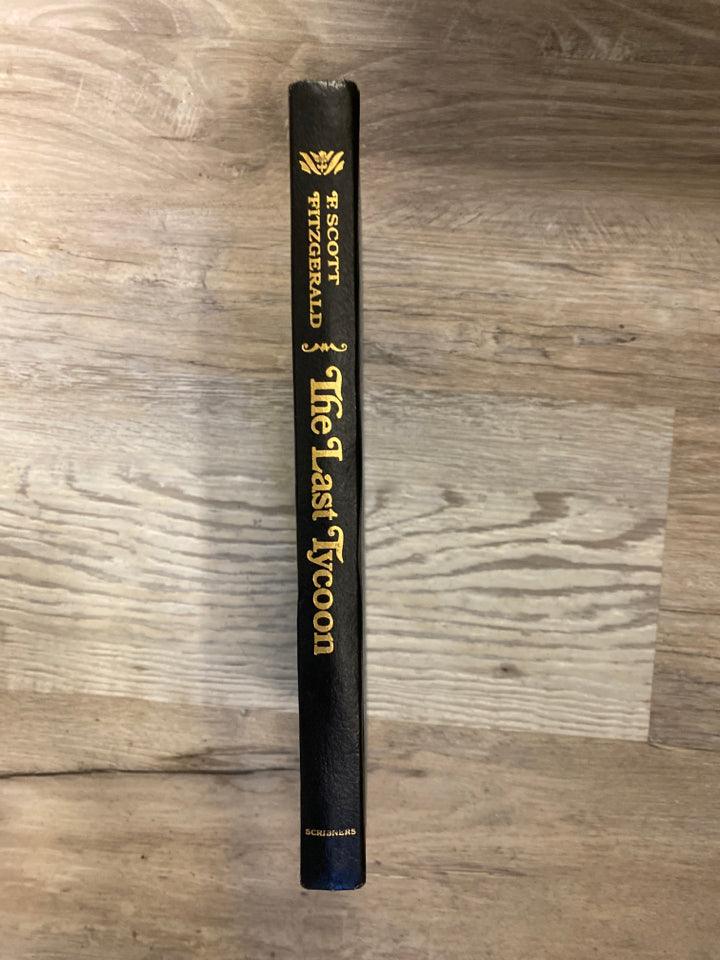 F. SCOTT
FITZGERALD
The Last Tycoon
SCRIBNERS